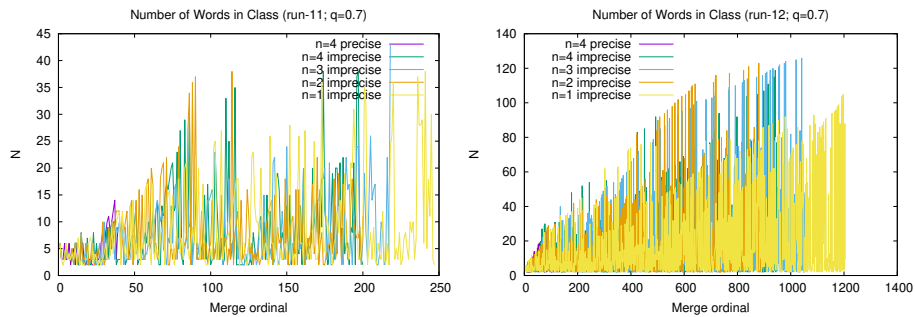 Number of Words in Class (run-11; q=0.7)
45
40
35
30
25
20
15
10
5
0
N
n=4 precise
n=4 imprecise
n=3 imprecise
n=2 imprecise
n=1 imprecise
0 50 100 150 200 250
Merge ordinal
Number of Words in Class (run-12; q=0.7)
140
120
100
80
60
40
20
0
N
n=4 precise
n=4 imprecise
n=3 imprecise
n=2 imprecise
n=1 imprecise
0 200 400 600 800 1000 1200 1400
Merge ordinal